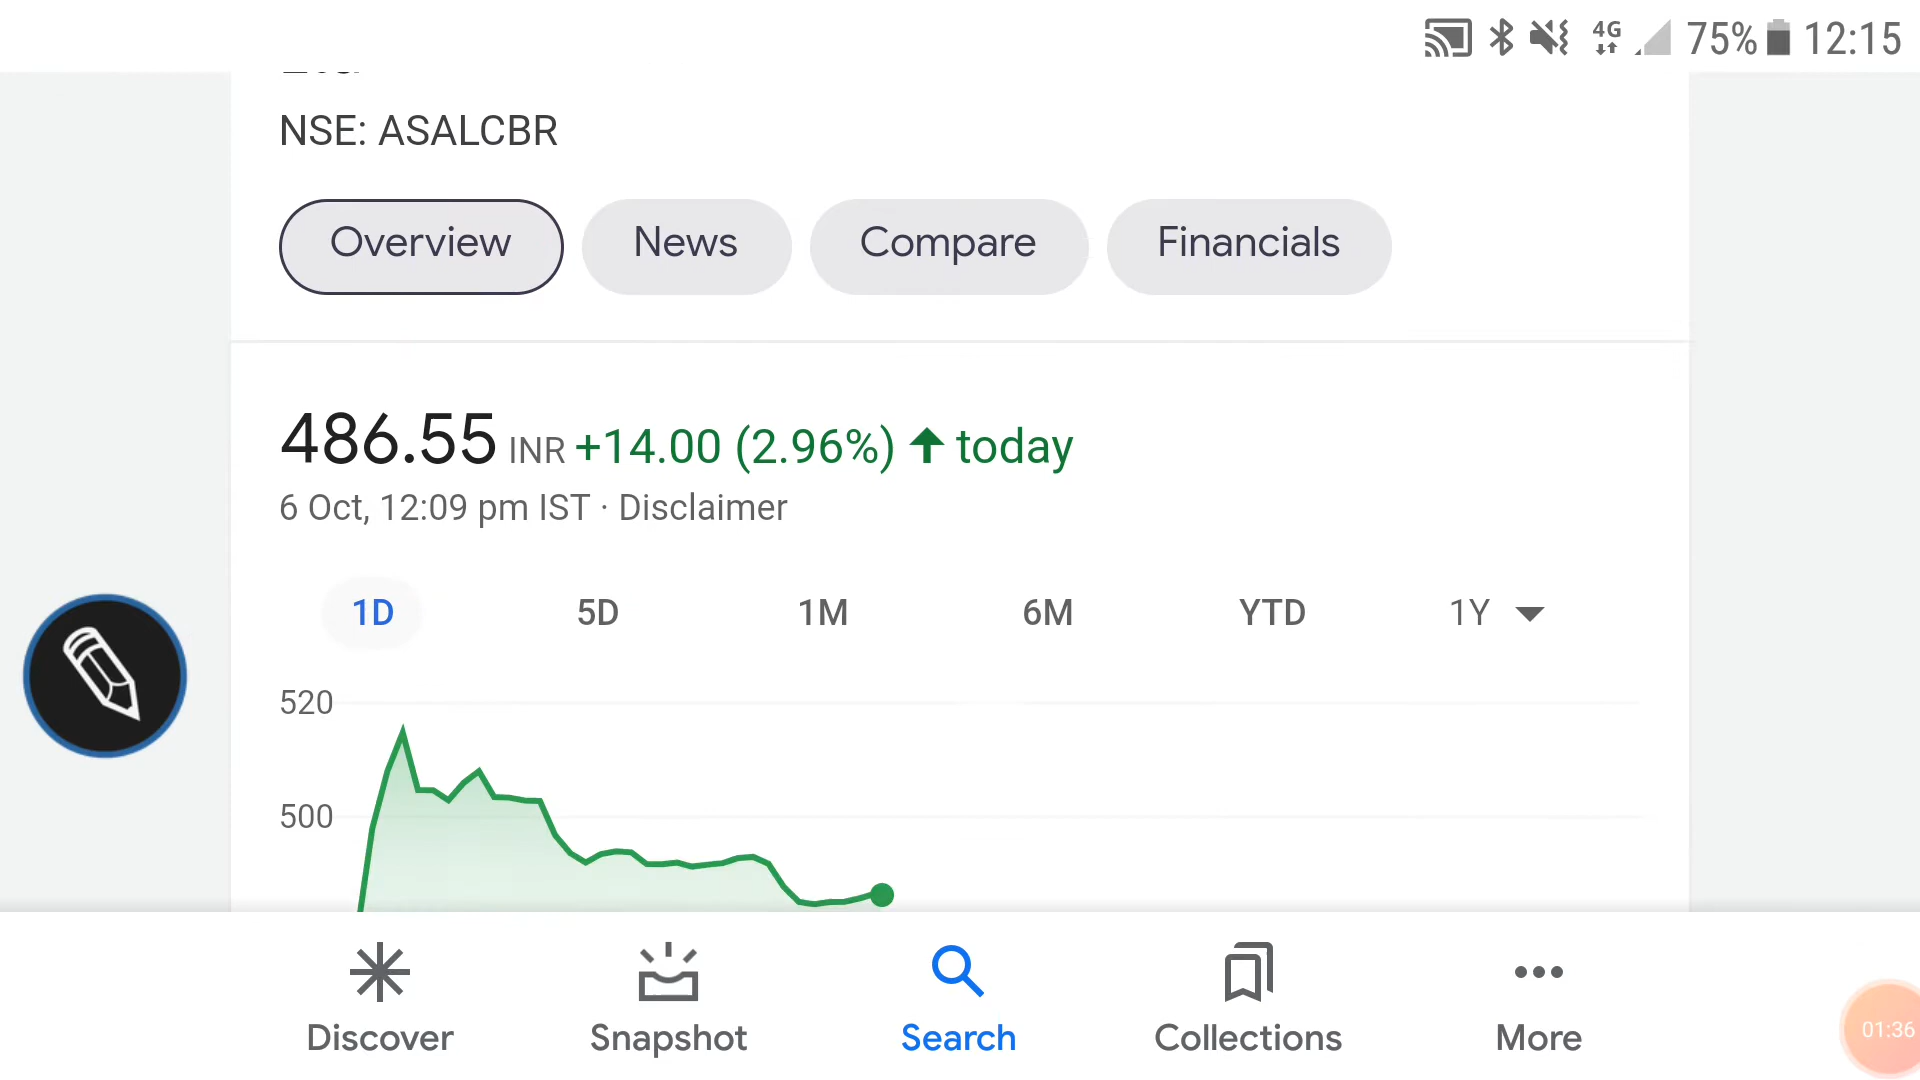 4G 75% 12:15
NSE: ASALCBR
Overview News Compare Financials
486.55 INR +14.00 (2.96%) today
6 Oct, 12:09 pm IST · Disclaimer
1D 5D 1M 6M YTD 1Y
520
500
Discover Snapshot Search Collections More
01:36